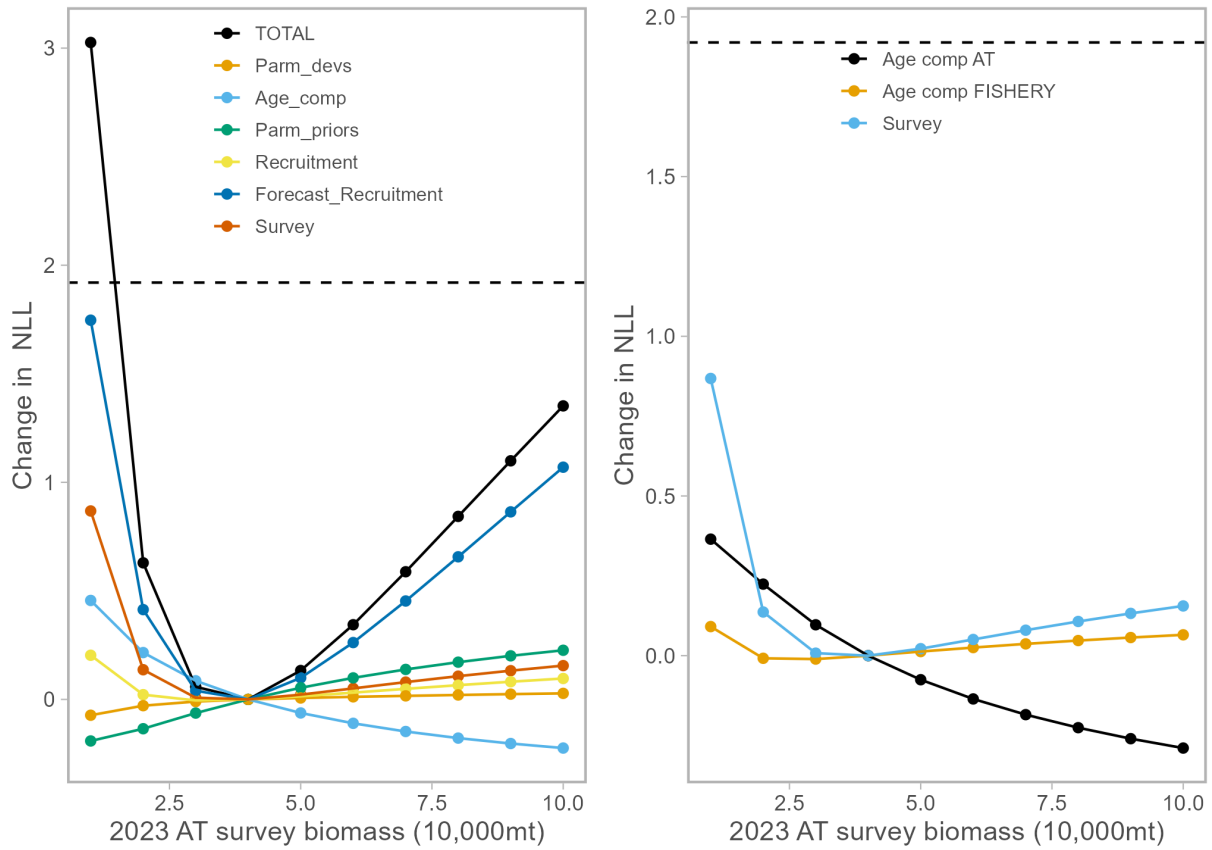 3
2
1
0
Change in  NLL
TOTAL
Parm_devs
Age_comp
Parm_priors
Recruitment
Forecast_Recruitment
Survey
2.5
5.0
7.5
10.0
2023 AT survey biomass (10,000mt)
2.0
1.5
1.0
0.5
0.0
Change in NLL
Age comp AT
Age comp FISHERY
Survey
2.5
5.0
7.5
10.0
2023 AT survey biomass (10,000mt)